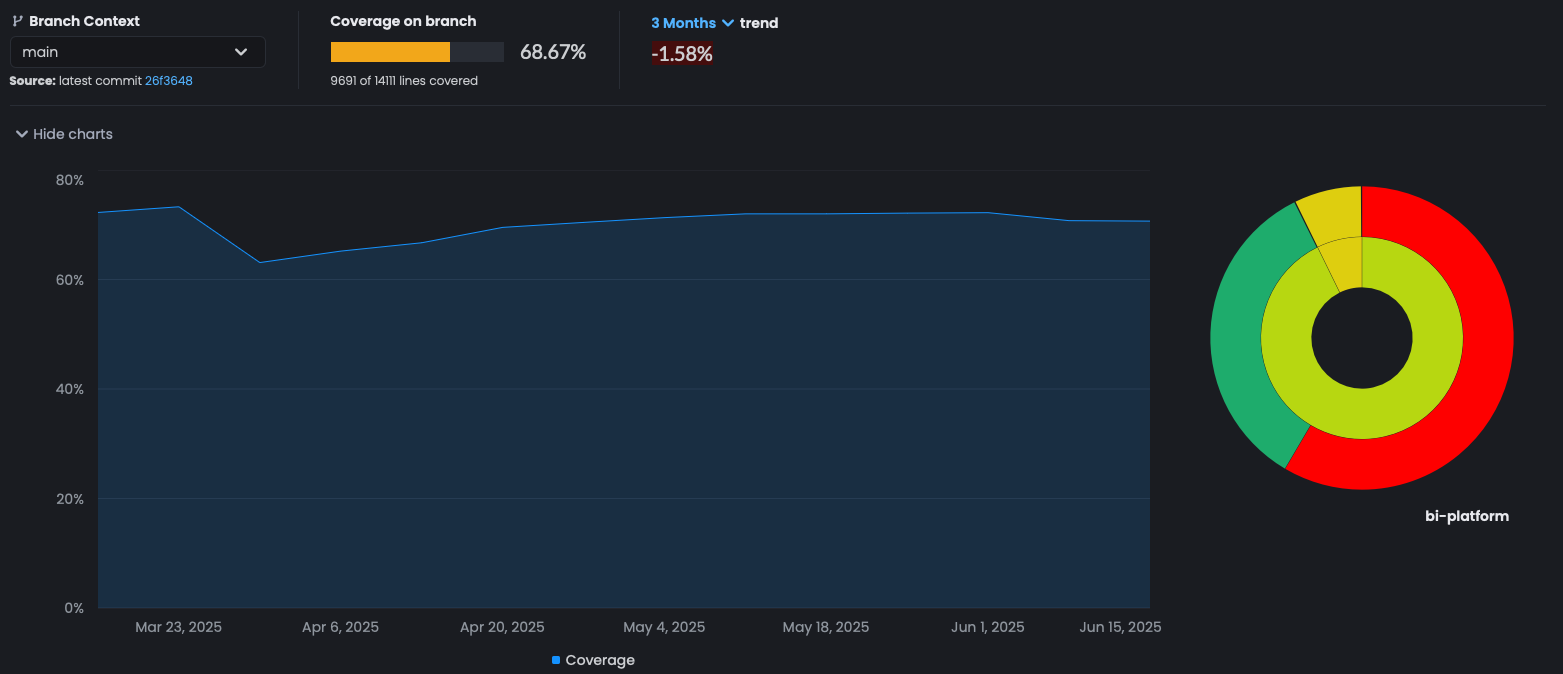 Branch Context
main
Source: latest commit 26f3648
Coverage on branch
68.67%
9691 of 14111 lines covered
3 Months trend
-1.58%
Hide charts
80%
60%
40%
20%
0%
Mar 23, 2025
Apr 6, 2025
Apr 20, 2025
May 4, 2025
May 18, 2025
Jun 1, 2025
Jun 15, 2025
Coverage
bi-platform